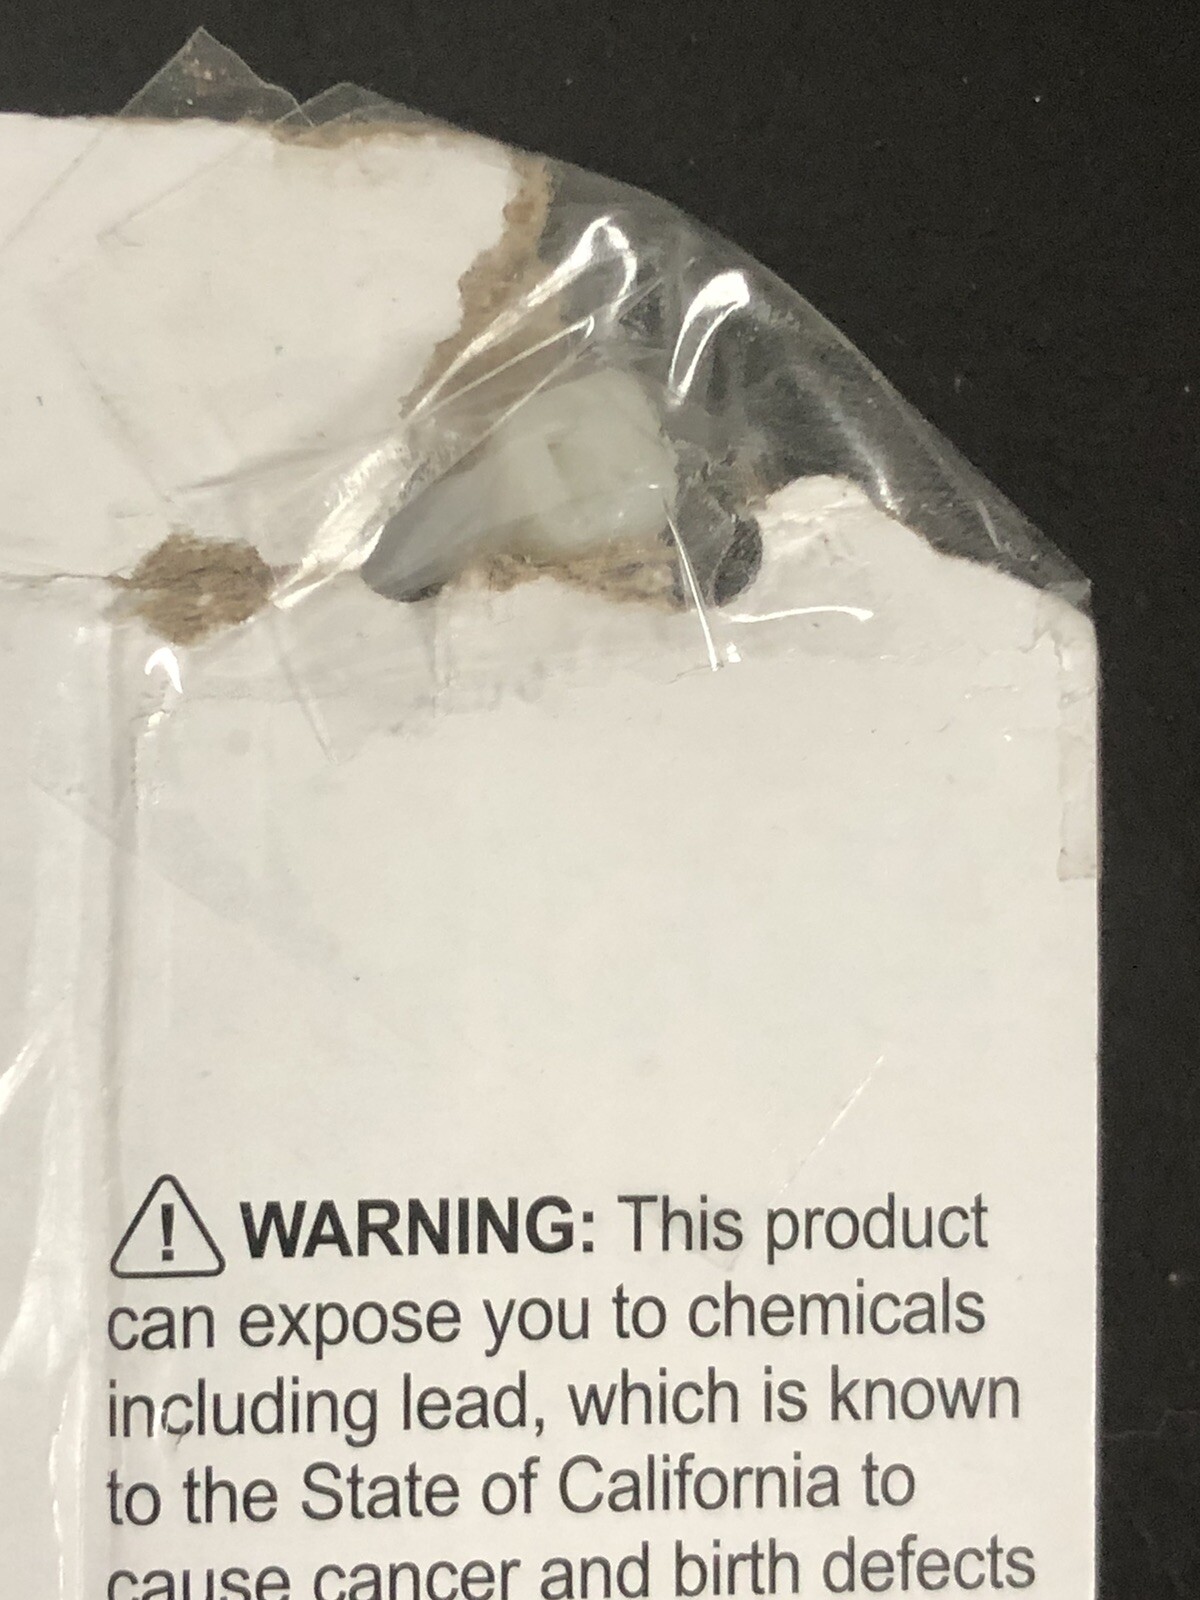 WARNING: This product
can expose you to chemicals
including lead, which is known
to the State of California to
cause cancer and birth defects